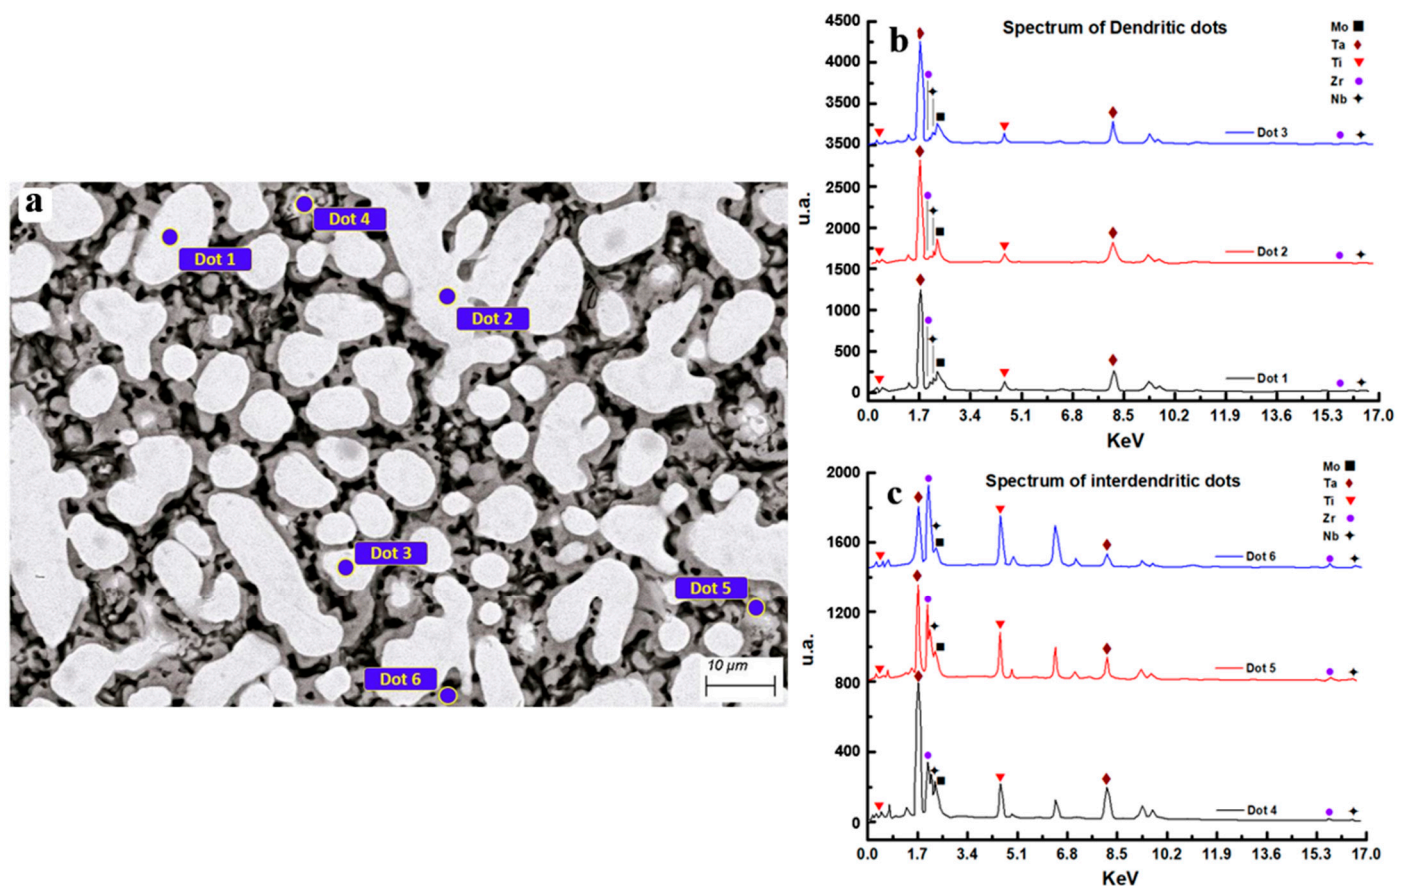 a
Dot 4
Dot 1
Dot 2
Dot 3
Dot 5
Dot 6
10 µm
b
Spectrum of Dendritic dots
Mo
Ta
Ti
Zr
Nb
4500
4000
3500
3500
2500
2000
1500
1000
500
0
u.a.
Dot 3
Dot 2
Dot 1
0.0 1.7 3.4 5.1 6.8 8.5 10.2 11.9 13.6 15.3 17.0
KeV
c
Spectrum of interdendritic dots
Mo
Ta
Ti
Zr
Nb
2000
1600
1200
800
400
0
u.a.
Dot 6
Dot 5
Dot 4
0.0 1.7 3.4 5.1 6.8 8.5 10.2 11.9 13.6 15.3 17.0
KeV